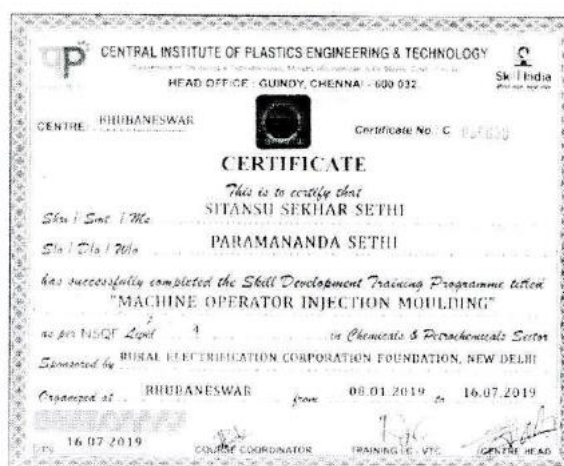 CENTRAL INSTITUTE OF PLASTICS ENGINEERING & TECHNOLOGY
HEAD OFFICE : GUINDY, CHENNAI - 600 032
Skill India
CENTRE BHUBANESWAR
Certificate No. C
CERTIFICATE
This is to certify that
Shri / Smt / Ms SITANSU SEKHAR SETHI
S/o / D/o / W/o PARAMANANDA SETHI
has successfully completed the Skill Development Training Programme titled
"MACHINE OPERATOR INJECTION MOULDING"
as per NSQF Level 4 in Chemicals & Petrochemicals Sector
Sponsored by RURAL ELECTRIFICATION CORPORATION FOUNDATION, NEW DELHI
Organized at BHUBANESWAR from 08.01.2019 to 16.07.2019
16 07 2019
COURSE COORDINATOR TRAINING I/C - VTC CENTRE HEAD